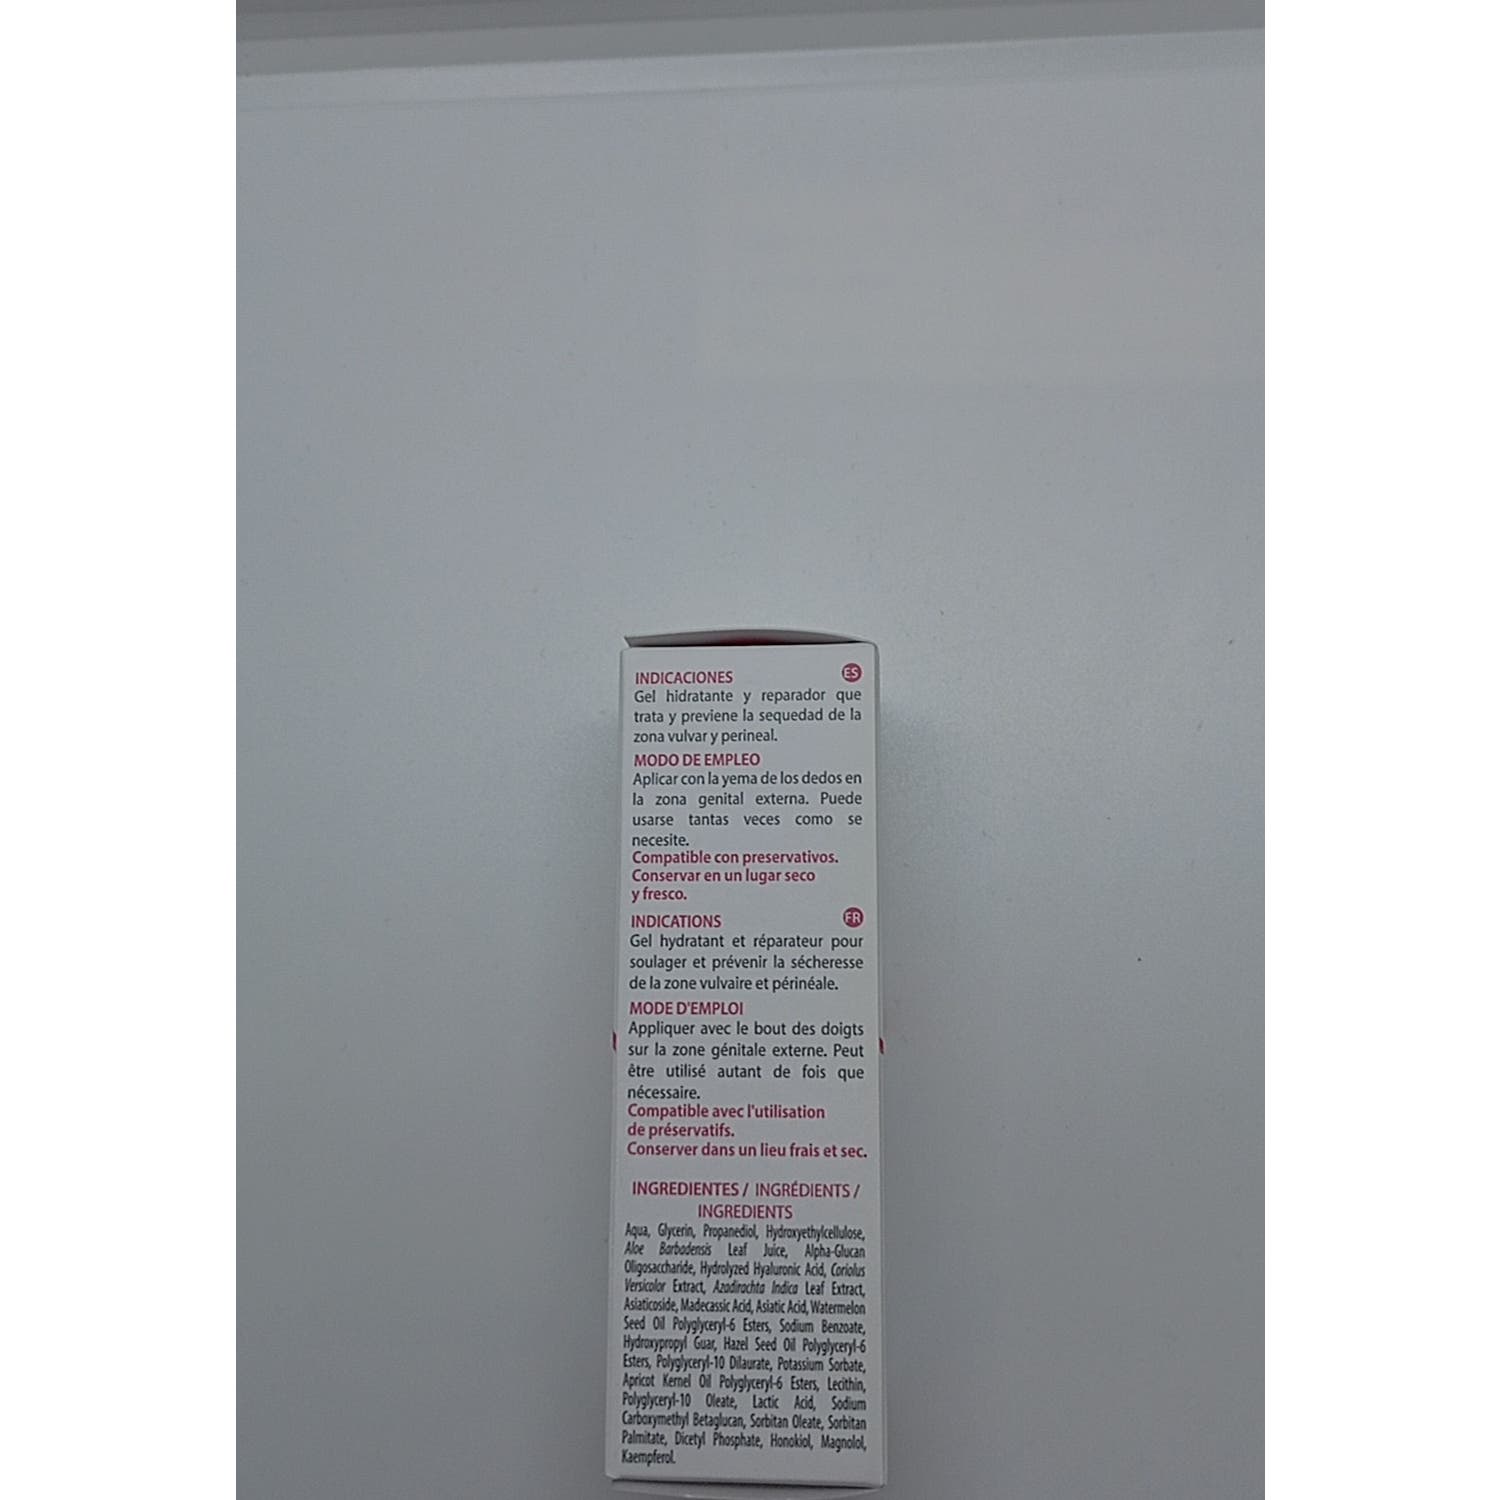 INDICACIONES ES
Gel hidratante y reparador que
trata y previene la sequedad de la
zona vulvar y perineal.
MODO DE EMPLEO
Aplicar con la yema de los dedos en
la zona genital externa. Puede
usarse tantas veces como se
necesite.
Compatible con preservativos.
Conservar en un lugar seco
y fresco.
INDICATIONS FR
Gel hydratant et réparateur pour
soulager et prévenir la sécheresse
de la zone vulvaire et périnéale.
MODE D'EMPLOI
Appliquer avec le bout des doigts
sur la zone génitale externe. Peut
être utilisé autant de fois que
nécessaire.
Compatible avec l'utilisation
de préservatifs.
Conserver dans un lieu frais et sec.
INGREDIENTES / INGRÉDIENTS /
INGREDIENTS
Aqua, Glycerin, Propanediol, Hydroxyethylcellulose,
Aloe Barbadensis Leaf Juice, Alpha-Glucan
Oligosaccharide, Hydrolyzed Hyaluronic Acid, Coriolus
Versicolor Extract, Azadirachta Indica Leaf Extract,
Asiaticoside, Madecassic Acid, Asiatic Acid, Watermelon
Seed Oil Polyglyceryl-6 Esters, Sodium Benzoate,
Hydroxypropyl Guar, Hazel Seed Oil Polyglyceryl-6
Esters, Polyglyceryl-10 Dilaurate, Potassium Sorbate,
Apricot Kernel Oil Polyglyceryl-6 Esters, Lecithin,
Polyglyceryl-10 Oleate, Lactic Acid, Sodium
Carboxymethyl Betaglucan, Sorbitan Oleate, Sorbitan
Palmitate, Dicetyl Phosphate, Honokiol, Magnolol,
Kaempferol.